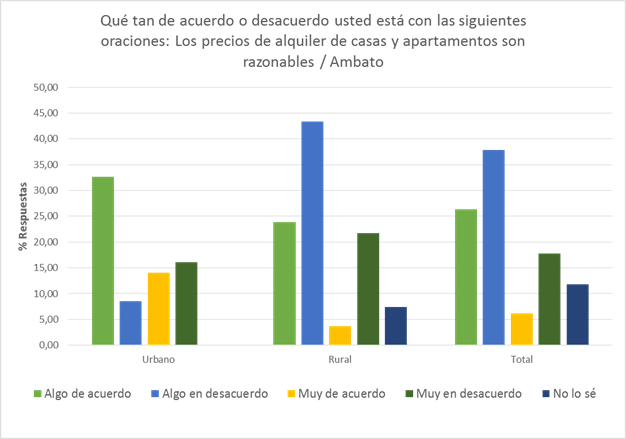 Qué tan de acuerdo o desacuerdo usted está con las siguientes
oraciones: Los precios de alquiler de casas y apartamentos son
razonables / Ambato
50,00
45,00
40,00
35,00
30,00
25,00
20,00
15,00
10,00
5,00
0,00
% Respuestas
Urbano Rural Total
Algo de acuerdo Algo en desacuerdo Muy de acuerdo Muy en desacuerdo No lo sé